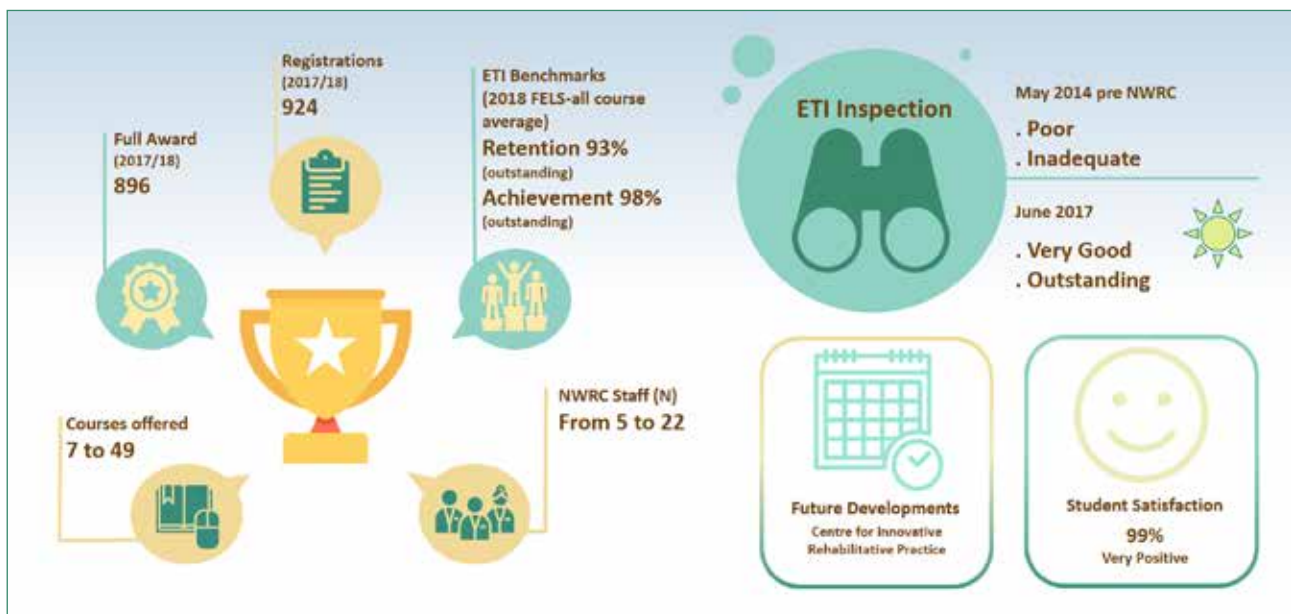 Registrations
(2017/18)
924
Full Award
(2017/18)
896
ETI Benchmarks
(2018 FELS-all course
average)
Retention 93%
(outstanding)
Achievement 98%
(outstanding)
Courses offered
7 to 49
NWRC Staff (N)
From 5 to 22
ETI Inspection
May 2014 pre NWRC
. Poor
. Inadequate
June 2017
. Very Good
. Outstanding
Future Developments
Centre for Innovative
Rehabilitative Practice
Student Satisfaction
99%
Very Positive